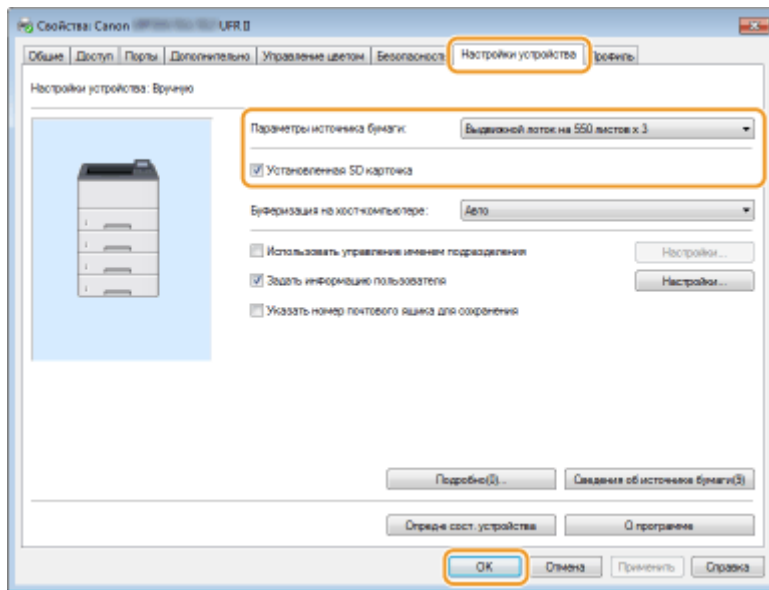 Свойства: Canon UFR II
Общие Доступ Порты Дополнительно Управление цветом Безопасность Настройки устройства Профиль
Настройки устройства: Вручную
Параметры источника бумаги: Выдвижной лоток на 550 листов x 3
Установленная SD карточка
Буферизация на хост-компьютере: Авто
Использовать управление именем подразделения Настройки...
Задать информацию пользователя Настройки...
Указать номер почтового ящика для сохранения
Подробно(I)... Сведения об источнике бумаги(9)
Опред-е сост. устройства О программе
OK Отмена Применить Справка